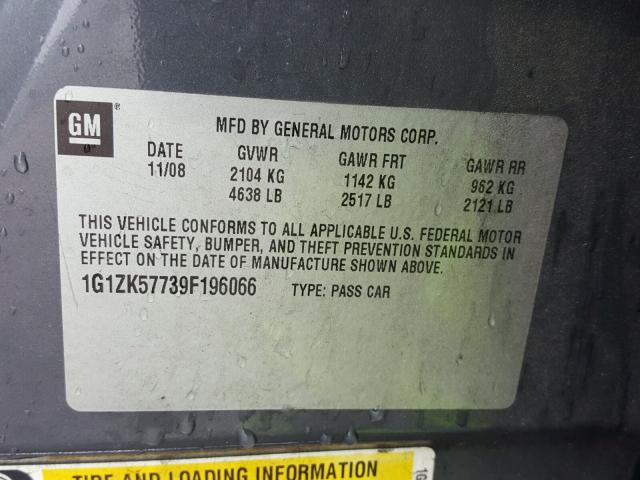 GM ®
MFD BY GENERAL MOTORS CORP.
DATE GVWR GAWR FRT GAWR RR
11/08 2104 KG 1142 KG 962 KG
4638 LB 2517 LB 2121 LB
THIS VEHICLE CONFORMS TO ALL APPLICABLE U.S. FEDERAL MOTOR
VEHICLE SAFETY, BUMPER, AND THEFT PREVENTION STANDARDS IN
EFFECT ON THE DATE OF MANUFACTURE SHOWN ABOVE.
1G1ZK57739F196066 TYPE: PASS CAR
TIRE AND LOADING INFORMATION